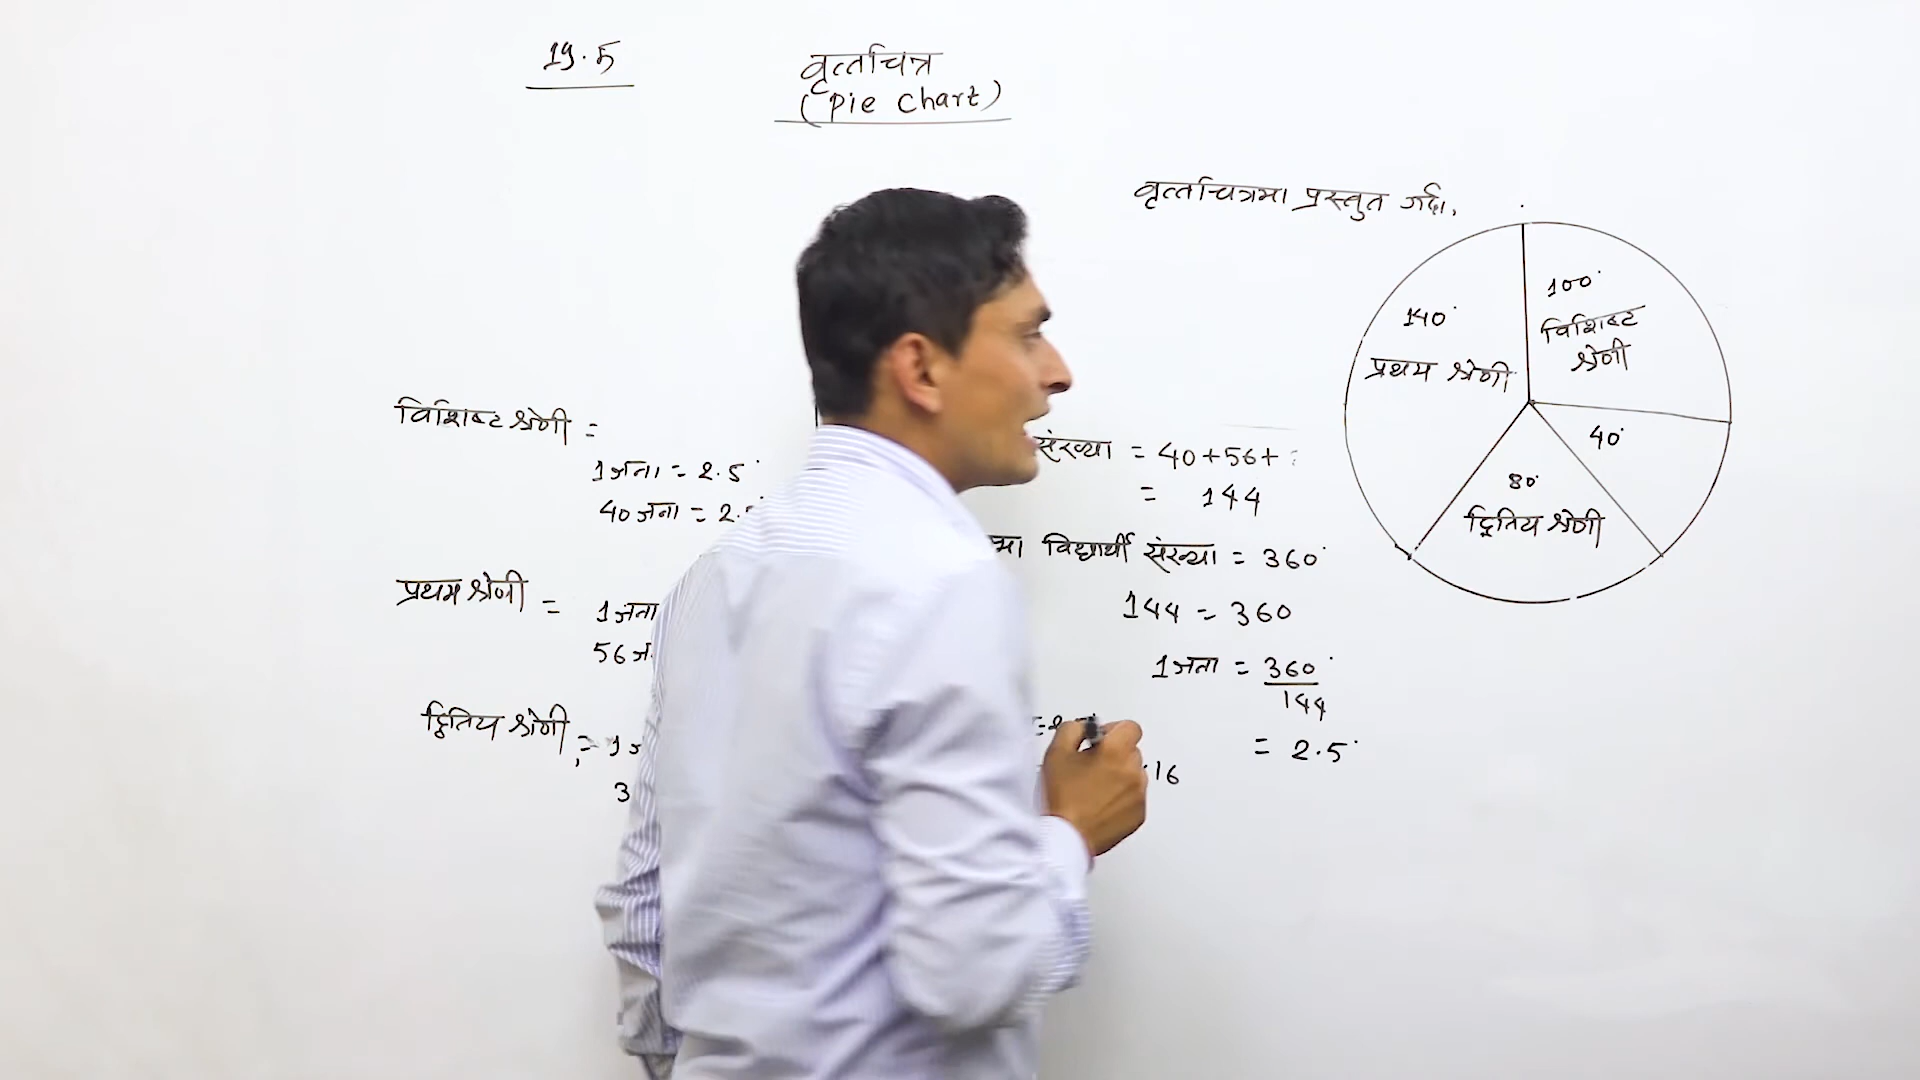 19.5
वृत्तचित्र
(Pie Chart)
वृत्तचित्रमा प्रस्तुत गर्दा,
100°
विशिष्ट
श्रेणी
140°
प्रथम श्रेणी
40°
80°
द्वितिय श्रेणी
विशिष्ट श्रेणी =
1 जना = 2.5°
40 जना = 2.
प्रथम श्रेणी =
1 जना
56
द्वितिय श्रेणी =
1
3
संख्या = 40+56+
= 144
विद्यार्थी संख्या = 360°
144 = 360
1 जना = 360°
144
= 2.5°
16